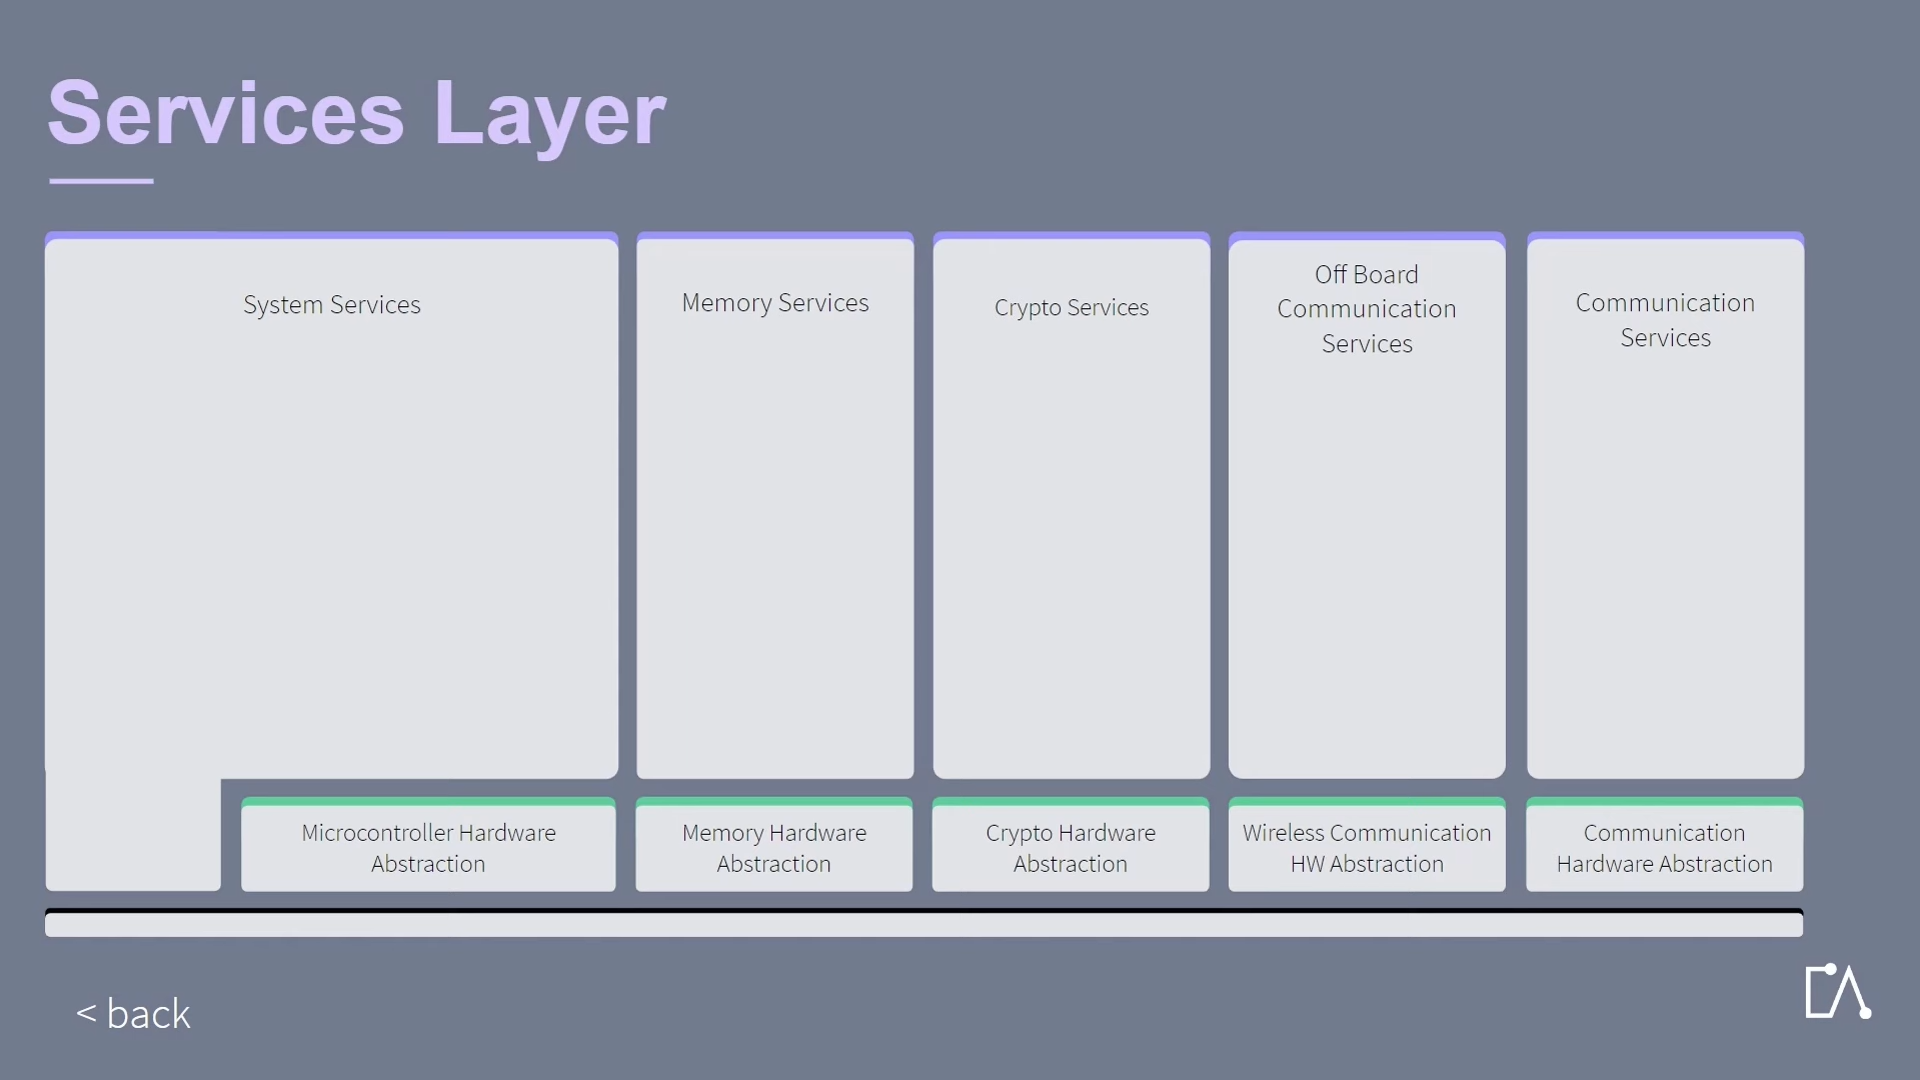 Services Layer
System Services
Memory Services
Crypto Services
Off Board
Communication
Services
Communication
Services
Microcontroller Hardware
Abstraction
Memory Hardware
Abstraction
Crypto Hardware
Abstraction
Wireless Communication
HW Abstraction
Communication
Hardware Abstraction
< back